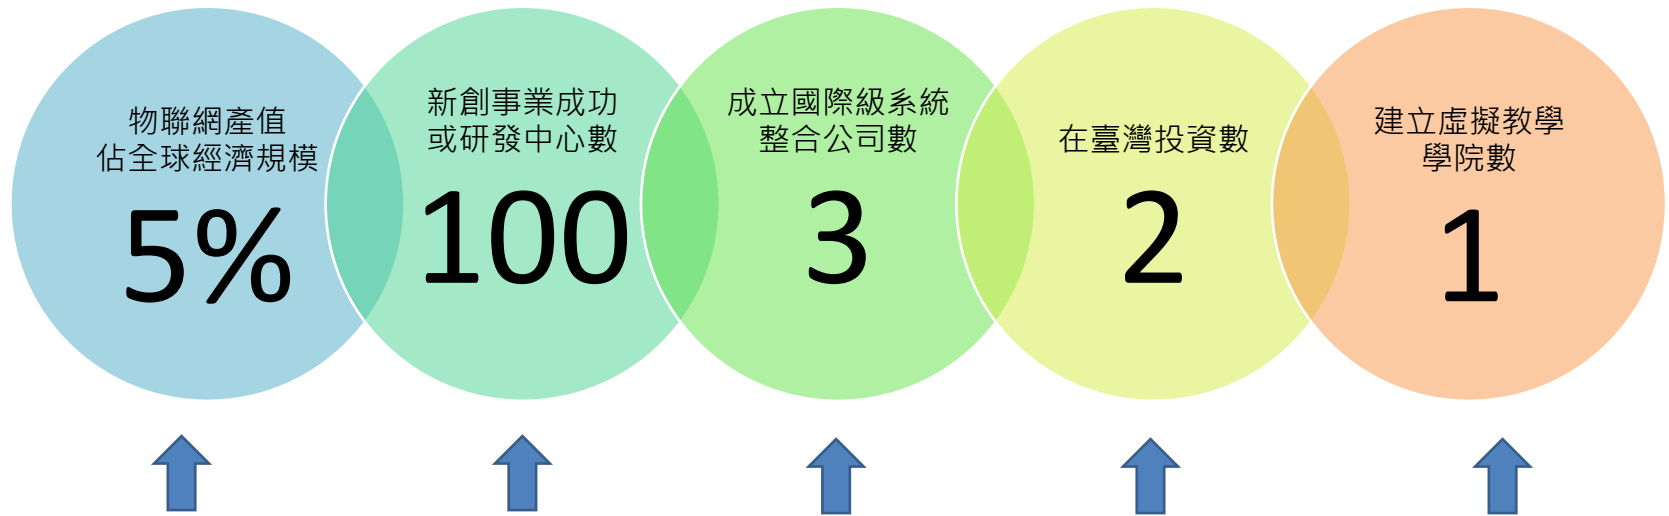 物聯網產值
佔全球經濟規模
5%
新創事業成功
或研發中心數
100
成立國際級系統
整合公司數
3
在臺灣投資數
2
建立虛擬教學
學院數
1